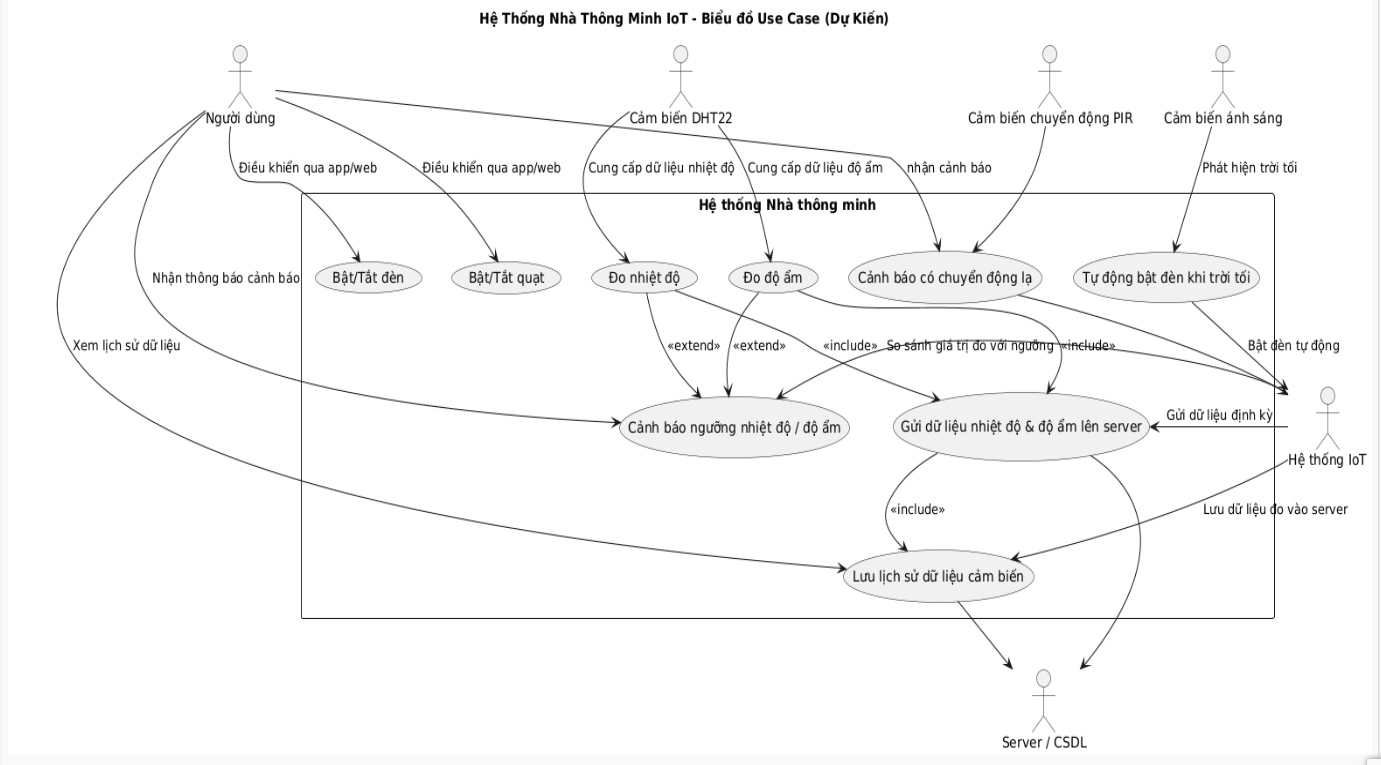 Hệ Thống Nhà Thông Minh IoT - Biểu đồ Use Case (Dự Kiến)
Người dùng
Cảm biến DHT22
Cảm biến chuyển động PIR
Cảm biến ánh sáng
Điều khiển qua app/web
Điều khiển qua app/web
Cung cấp dữ liệu nhiệt độ
Cung cấp dữ liệu độ ẩm
nhận cảnh báo
Phát hiện trời tối
Hệ thống Nhà thông minh
Nhận thông báo cảnh báo
Bật/Tắt đèn
Bật/Tắt quạt
Đo nhiệt độ
Đo độ ẩm
Cảnh báo có chuyển động lạ
Tự động bật đèn khi trời tối
Xem lịch sử dữ liệu
«extend»
«extend»
«include»
So sánh giá trị đo với ngưỡng
«include»
Bật đèn tự động
Gửi dữ liệu định kỳ
Cảnh báo ngưỡng nhiệt độ / độ ẩm
Gửi dữ liệu nhiệt độ & độ ẩm lên server
Hệ thống IoT
«include»
Lưu dữ liệu đo vào server
Lưu lịch sử dữ liệu cảm biến
Server / CSDL